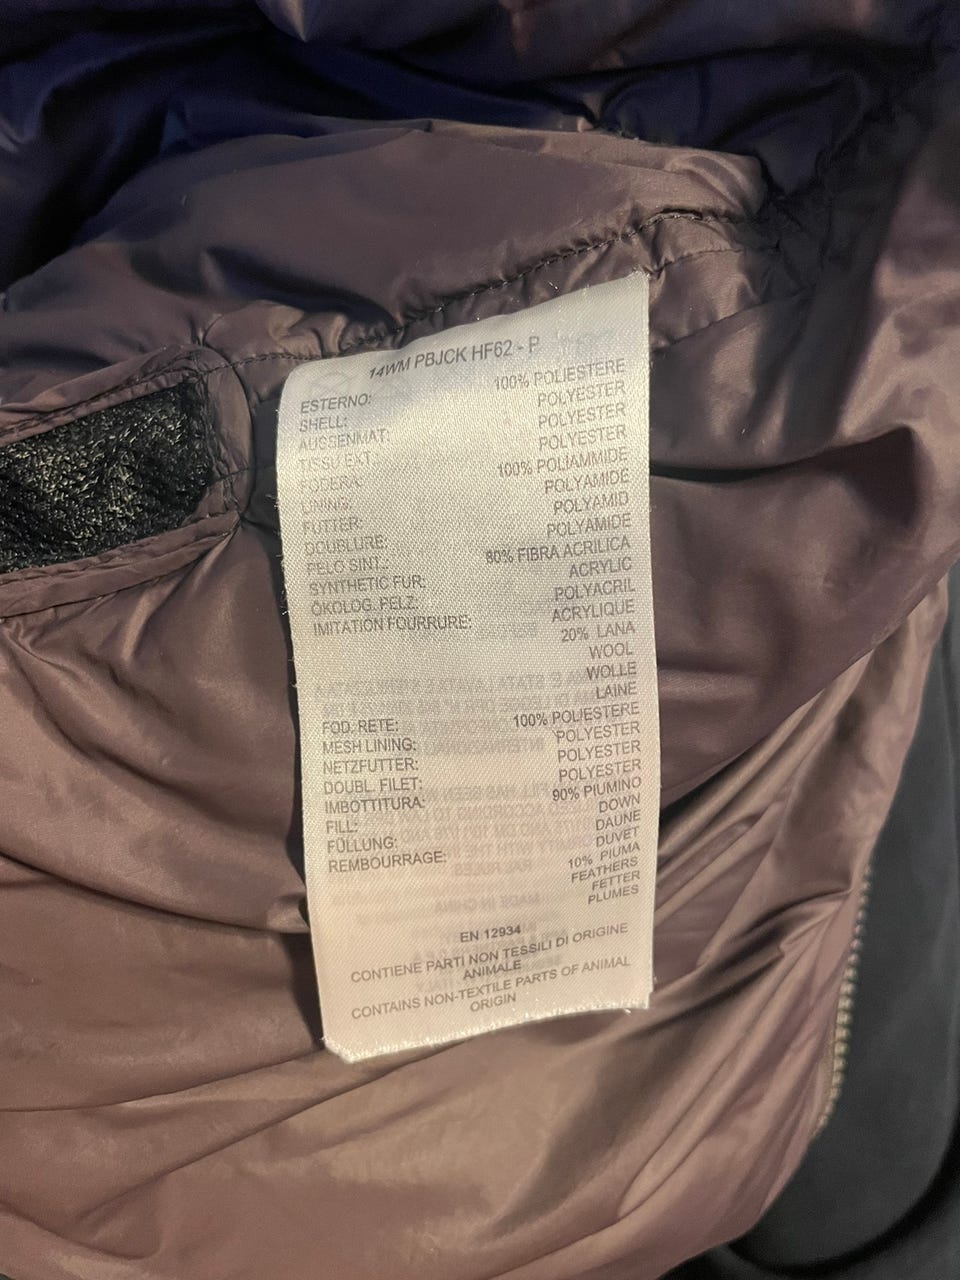 14WM PBJCK HF62 - P
ESTERNO: 100% POLIESTERE
SHELL: POLYESTER
AUSSENMAT: POLYESTER
TISSU EXT.: POLYESTER
FODERA: 100% POLIAMMIDE
LINING: POLYAMIDE
FUTTER: POLYAMID
DOUBLURE: POLYAMIDE
PELO SINT.: 80% FIBRA ACRILICA
SYNTHETIC FUR: ACRYLIC
ÖKOLOG. PELZ: POLYACRIL
IMITATION FOURRURE: ACRYLIQUE
20% LANA
WOOL
WOLLE
LAINE
FOD. RETE: 100% POLIESTERE
MESH LINING: POLYESTER
NETZFUTTER: POLYESTER
DOUBL. FILET: POLYESTER
IMBOTTITURA: 90% PIUMINO
FILL: DOWN
FÜLLUNG: DAUNE
REMBOURRAGE: DUVET
10% PIUMA
FEATHERS
FETTER
PLUMES
EN 12934
CONTIENE PARTI NON TESSILI DI ORIGINE
ANIMALE
CONTAINS NON-TEXTILE PARTS OF ANIMAL
ORIGIN